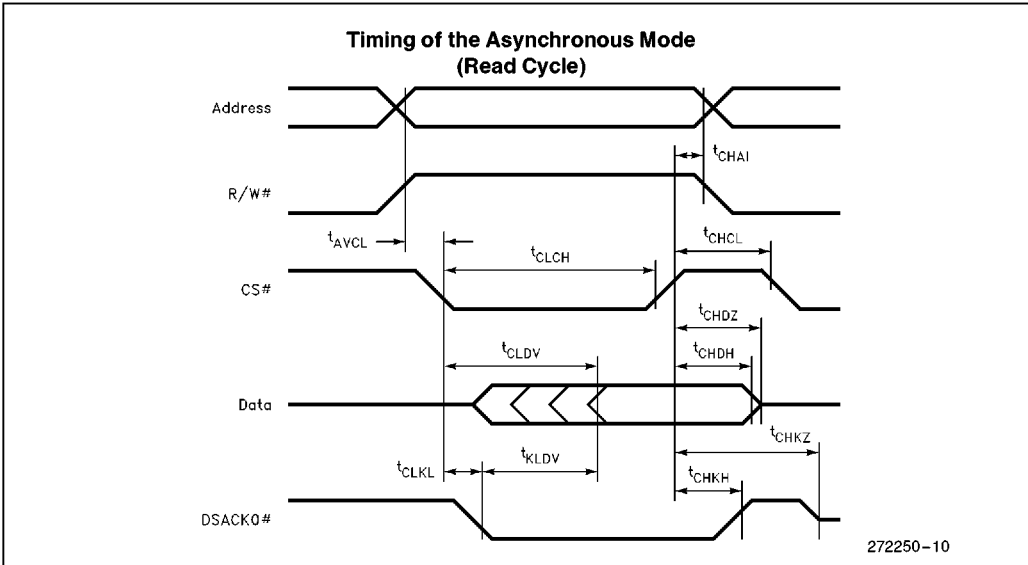 Timing of the Asynchronous Mode
(Read Cycle)
Address
tCHAI
R/W#
tAVCL
tCHCL
tCLCH
CS#
tCHDZ
tCLDV
tCHDH
Data
tCHKZ
tCLKL
tKLDV
tCHKH
DSACK0#
272250–10